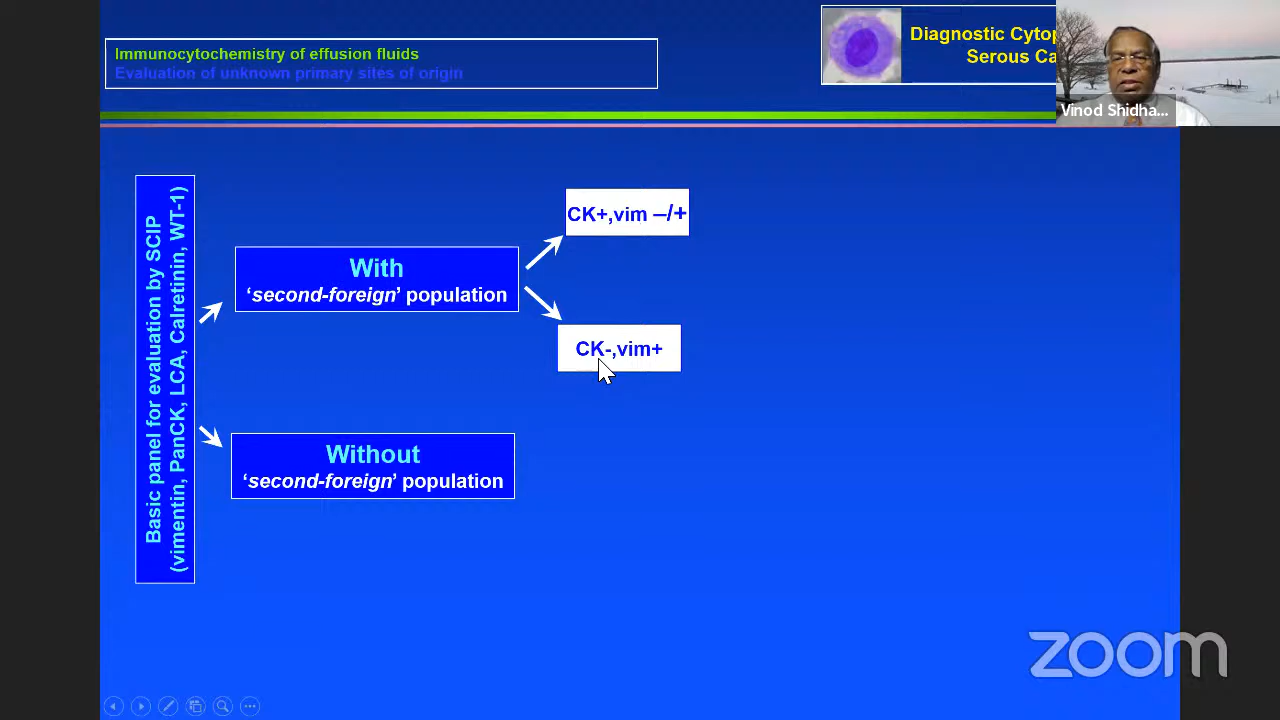 Immunocytochemistry of effusion fluids
Evaluation of unknown primary sites of origin
Diagnostic
Serous
Vinod Shidha...
Basic panel for evaluation by SCIP
(vimentin, PanCK, LCA, Calretinin, WT-1)
CK+,vim –/+
With
‘second-foreign’ population
CK-,vim+
Without
‘second-foreign’ population
zoom